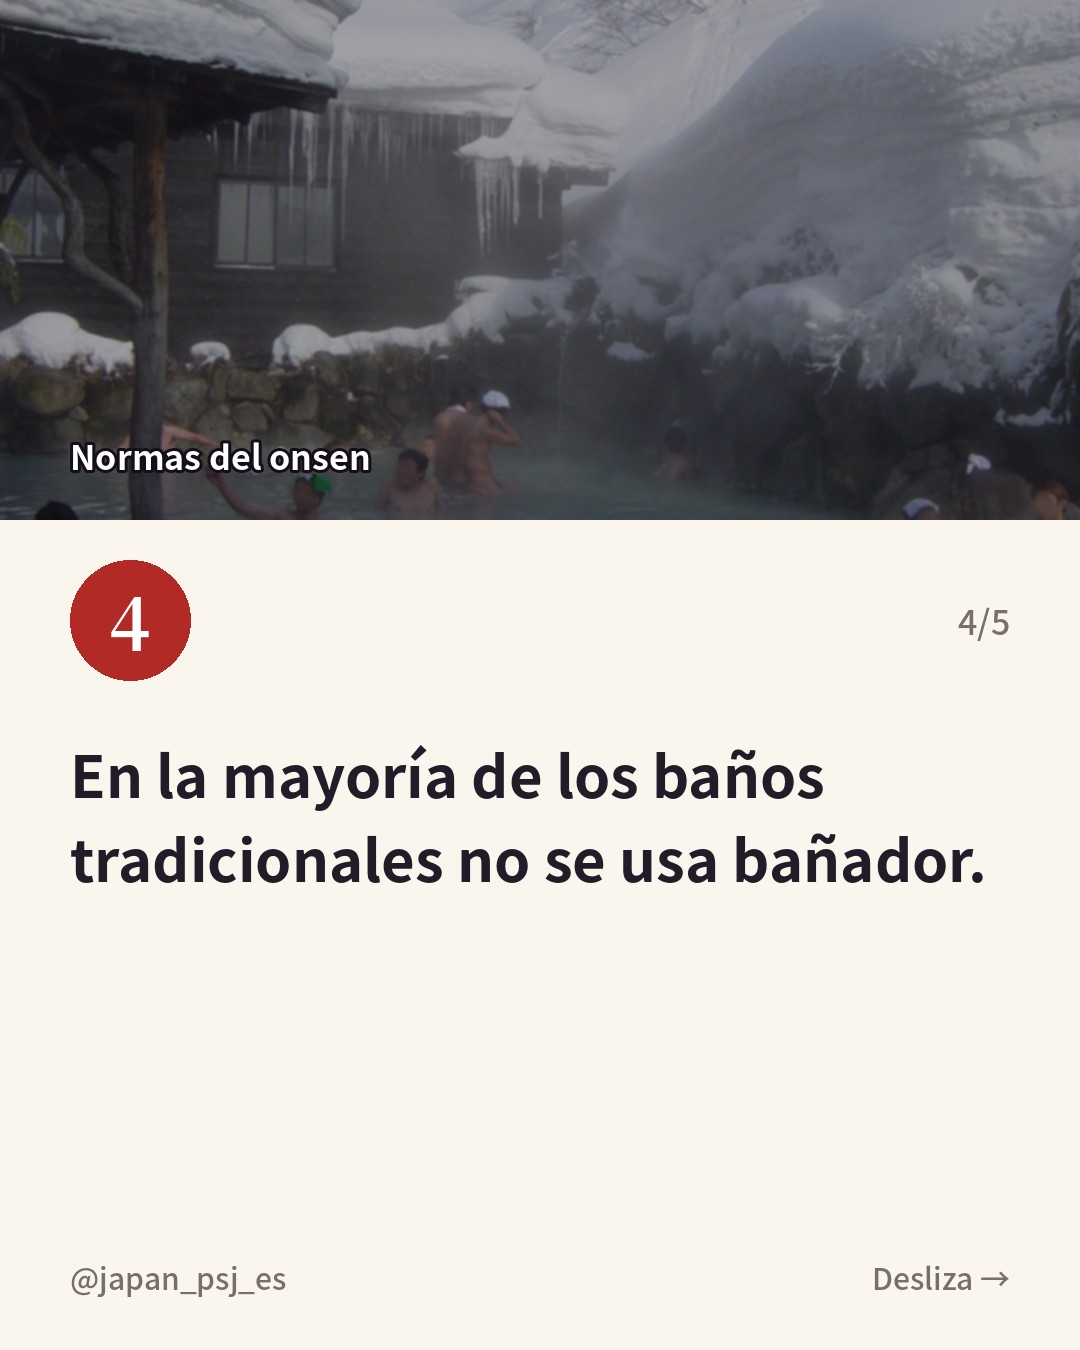 Normas del onsen
4
4/5
En la mayoría de los baños
tradicionales no se usa bañador.
@japan_psj_es
Desliza →